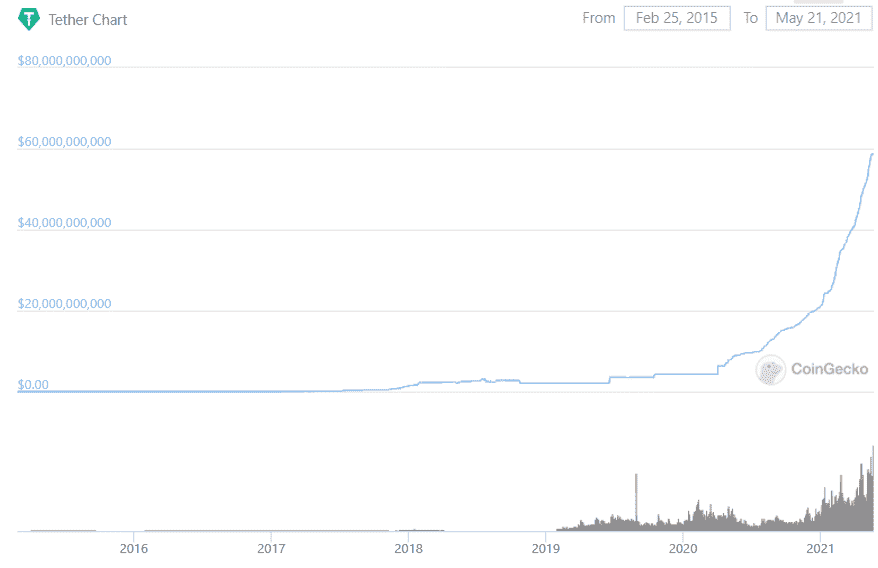 Tether Chart
From Feb 25, 2015 To May 21, 2021
$80,000,000,000
$60,000,000,000
$40,000,000,000
$20,000,000,000
$0.00
CoinGecko
2016 2017 2018 2019 2020 2021